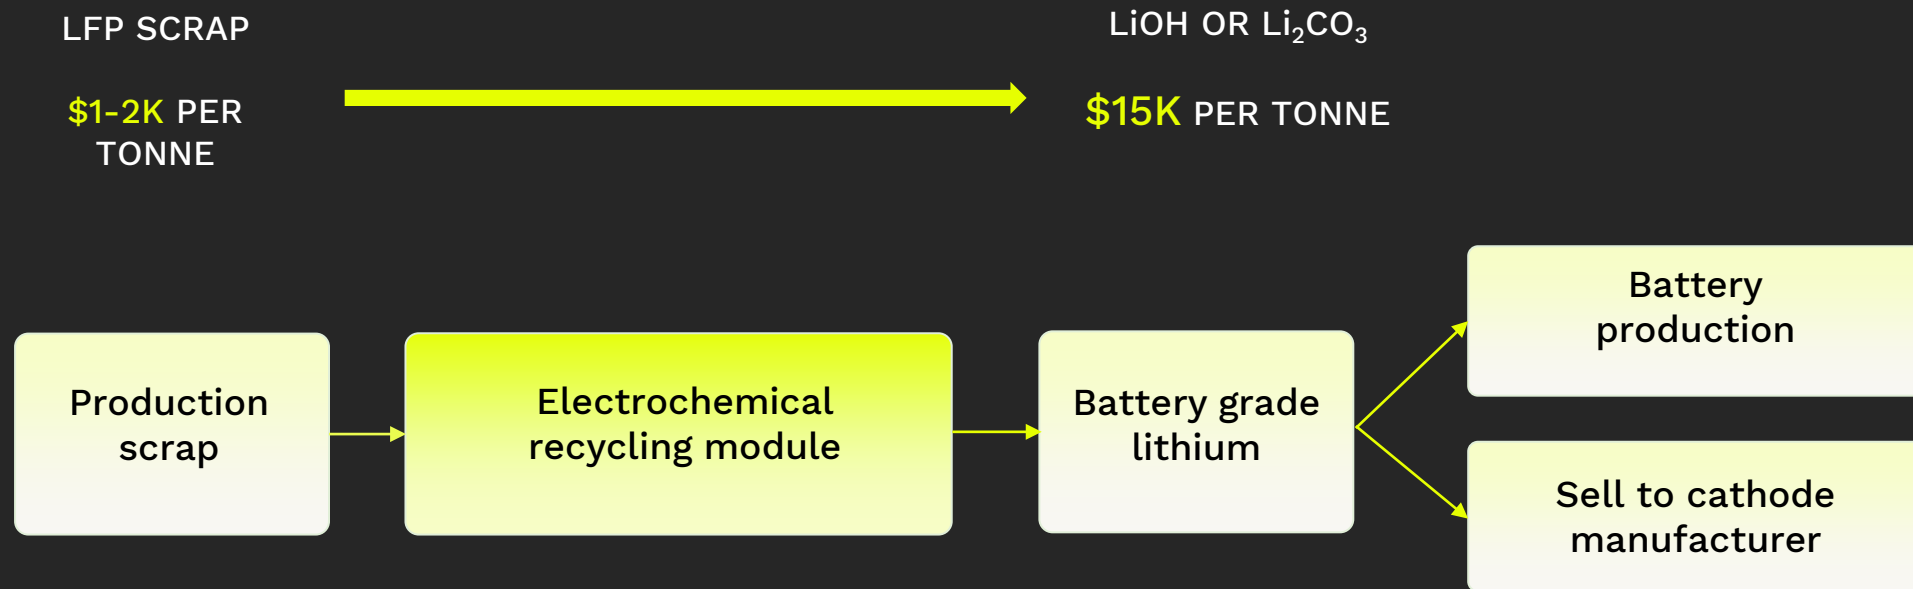 LFP SCRAP
$1-2K PER
TONNE
LiOH OR Li₂CO₃
$15K PER TONNE
Production
scrap
Electrochemical
recycling module
Battery grade
lithium
Battery
production
Sell to cathode
manufacturer